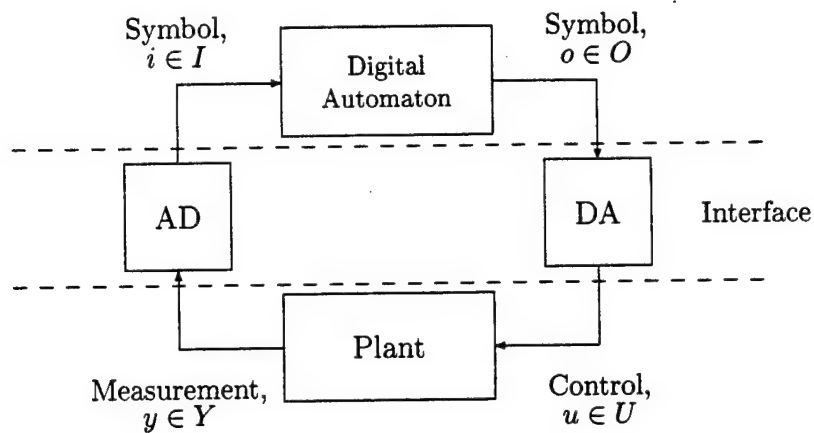 Symbol,
i ∈ I
Digital
Automaton
Symbol,
o ∈ O
AD
DA
Interface
Plant
Measurement,
y ∈ Y
Control,
u ∈ U